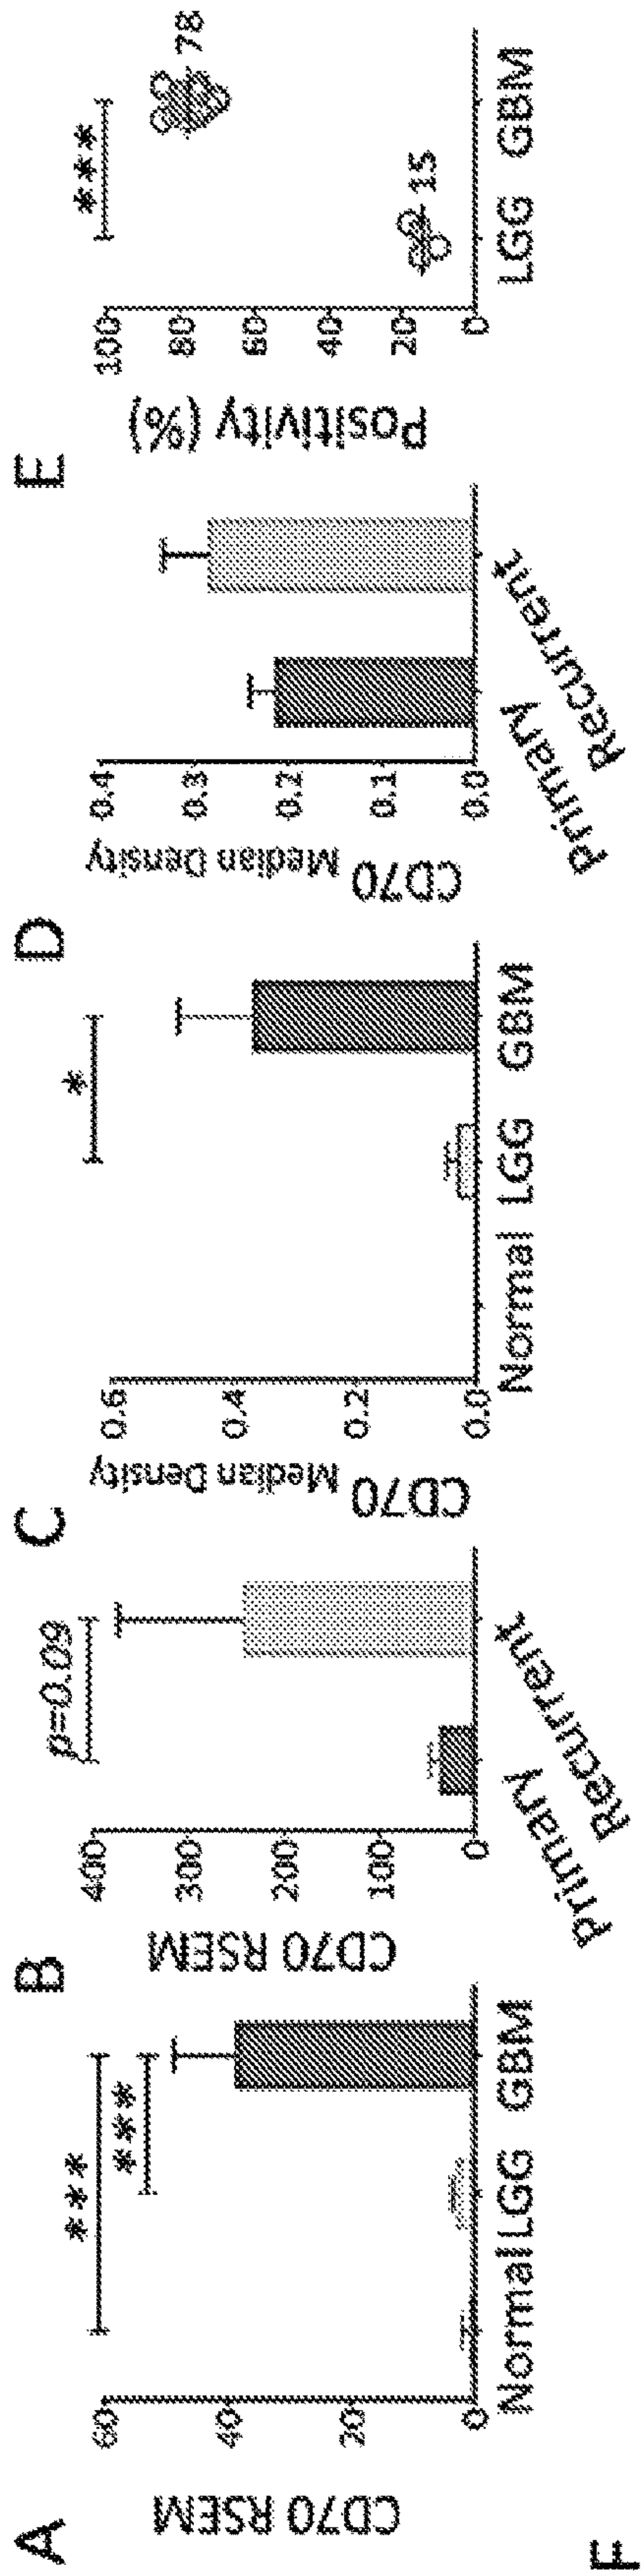 A
CD70 RSEM
60
40
20
0
***
***
Normal LGG GBM
B
CD70 RSEM
400
300
200
100
0
p=0.09
Primary
Recurrent
C
CD70
Median Density
0.6
0.4
0.2
0.0
*
Normal LGG GBM
D
CD70
Median Density
0.4
0.3
0.2
0.1
0.0
Primary
Recurrent
E
Positivity (%)
100
80
60
40
20
0
***
15
78
LGG GBM